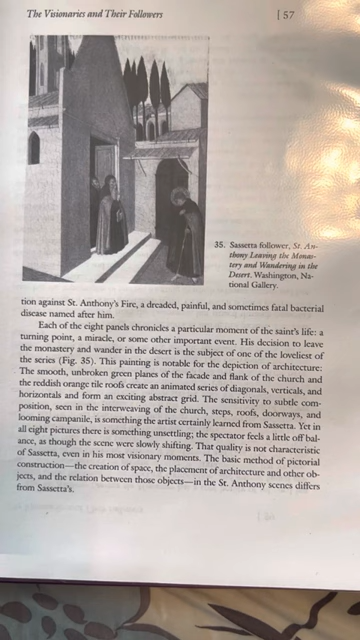 The Visionaries and Their Followers | 57
35. Sassetta follower, St. An-
thony Leaving the Monas-
tery and Wandering in the
Desert. Washington, Na-
tional Gallery.
tion against St. Anthony's Fire, a dreaded, painful, and sometimes fatal bacterial
disease named after him.
Each of the eight panels chronicles a particular moment of the saint's life: a
turning point, a miracle, or some other important event. His decision to leave
the monastery and wander in the desert is the subject of one of the loveliest of
the series (Fig. 35). This painting is notable for the depiction of architecture:
The smooth, unbroken green planes of the facade and flank of the church and
the reddish orange tile roofs create an animated series of diagonals, verticals, and
horizontals and form an exciting abstract grid. The sensitivity to subtle com-
position, seen in the interweaving of the church, steps, roofs, doorways, and
looming campanile, is something the artist certainly learned from Sassetta. Yet in
all eight pictures there is something unsettling; the spectator feels a little off bal-
ance, as though the scene were slowly shifting. That quality is not characteristic
of Sassetta, even in his most visionary moments. The basic method of pictorial
construction—the creation of space, the placement of architecture and other ob-
jects, and the relation between those objects—in the St. Anthony scenes differs
from Sassetta's.